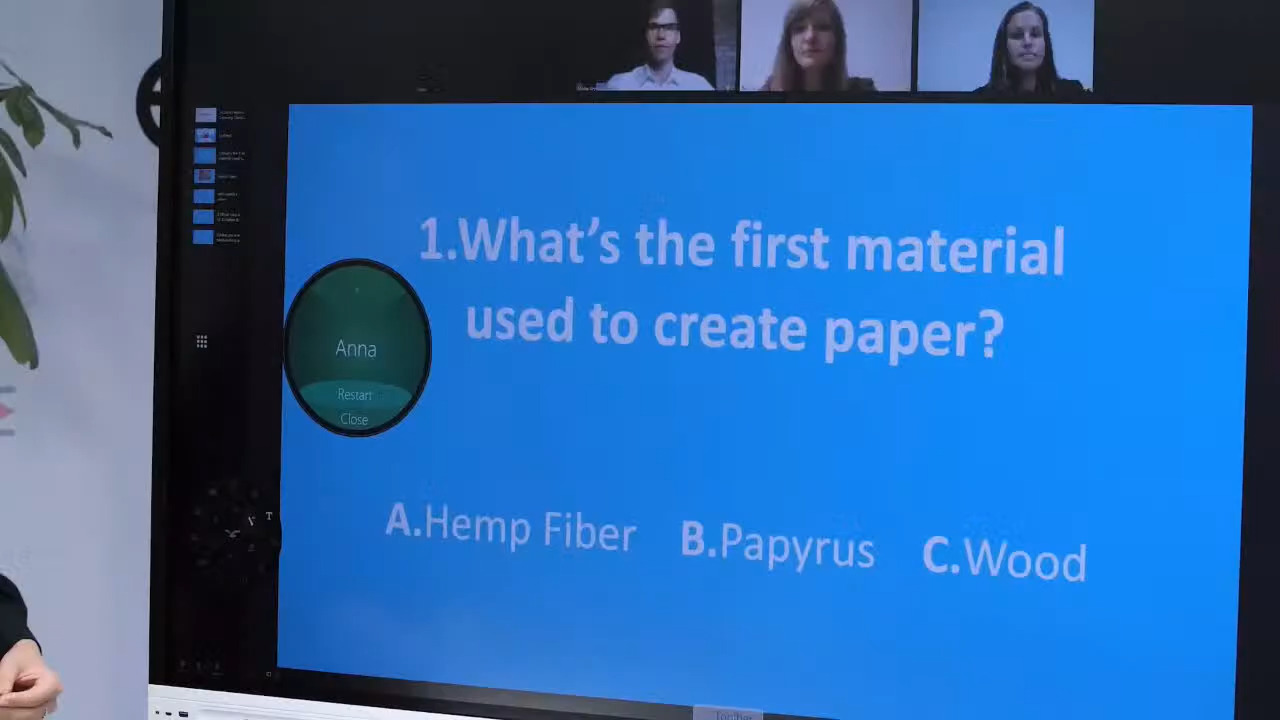 1.What's the first material
used to create paper?
Anna
Restart
Close
A.Hemp Fiber B.Papyrus C.Wood